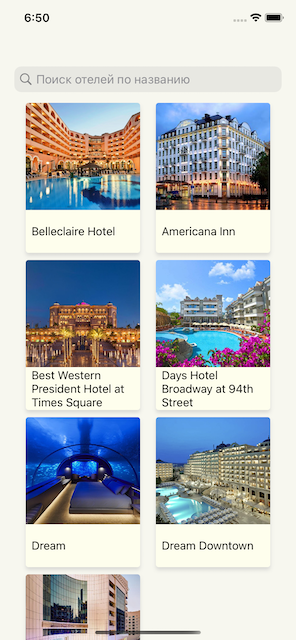 6:50
Поиск отелей по названию
Belleclaire Hotel
Americana Inn
Best Western
President Hotel at
Times Square
Days Hotel
Broadway at 94th
Street
Dream
Dream Downtown